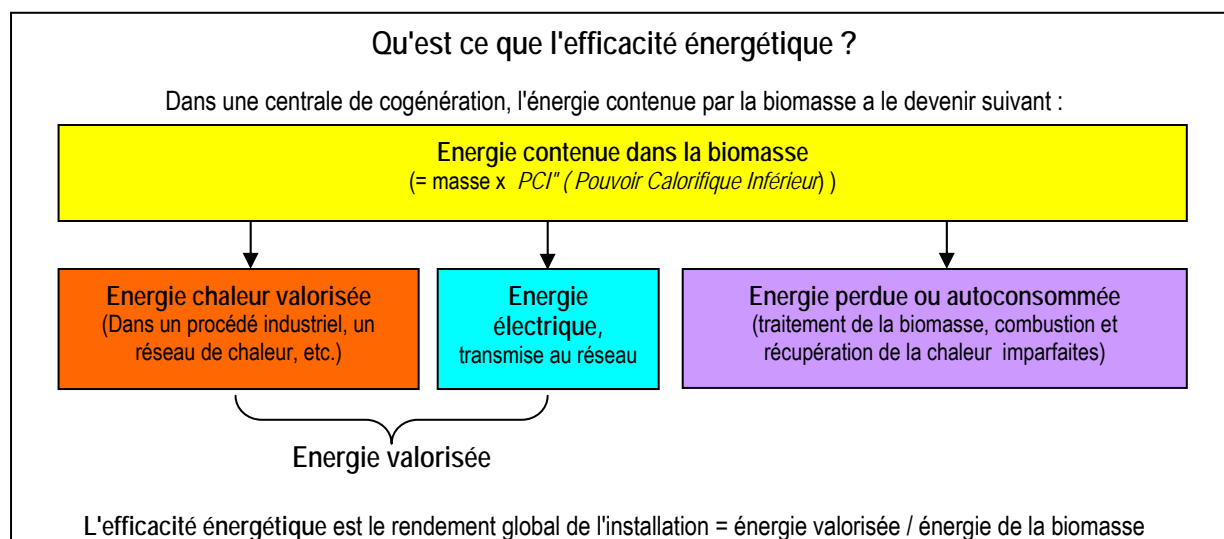 Qu'est ce que l'efficacité énergétique ?
Dans une centrale de cogénération, l'énergie contenue par la biomasse a le devenir suivant :
Energie contenue dans la biomasse
(= masse x PCI" ( Pouvoir Calorifique Inférieur) )
Energie chaleur valorisée
(Dans un procédé industriel, un
réseau de chaleur, etc.)
Energie
électrique,
transmise au réseau
Energie perdue ou autoconsommée
(traitement de la biomasse, combustion et
récupération de la chaleur imparfaites)
Energie valorisée
L'efficacité énergétique est le rendement global de l'installation = énergie valorisée / énergie de la biomasse